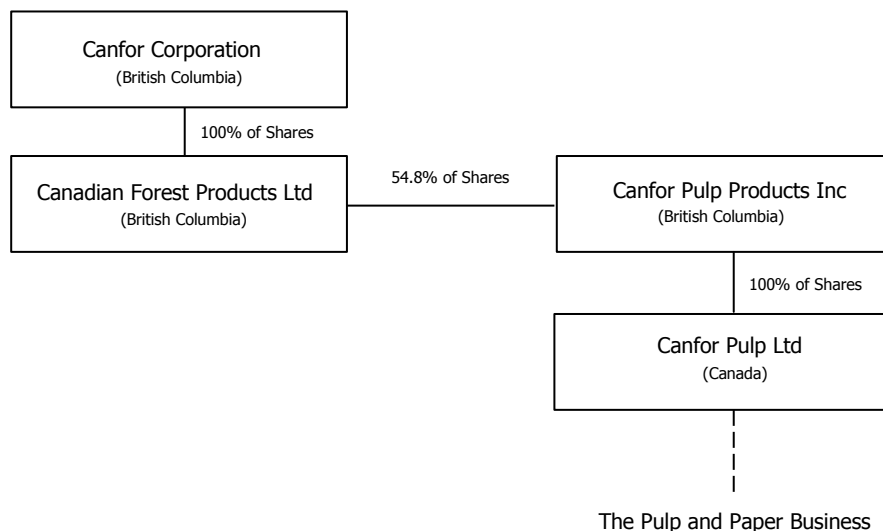 Canfor Corporation
(British Columbia)
100% of Shares
Canadian Forest Products Ltd
(British Columbia)
54.8% of Shares
Canfor Pulp Products Inc
(British Columbia)
100% of Shares
Canfor Pulp Ltd
(Canada)
The Pulp and Paper Business